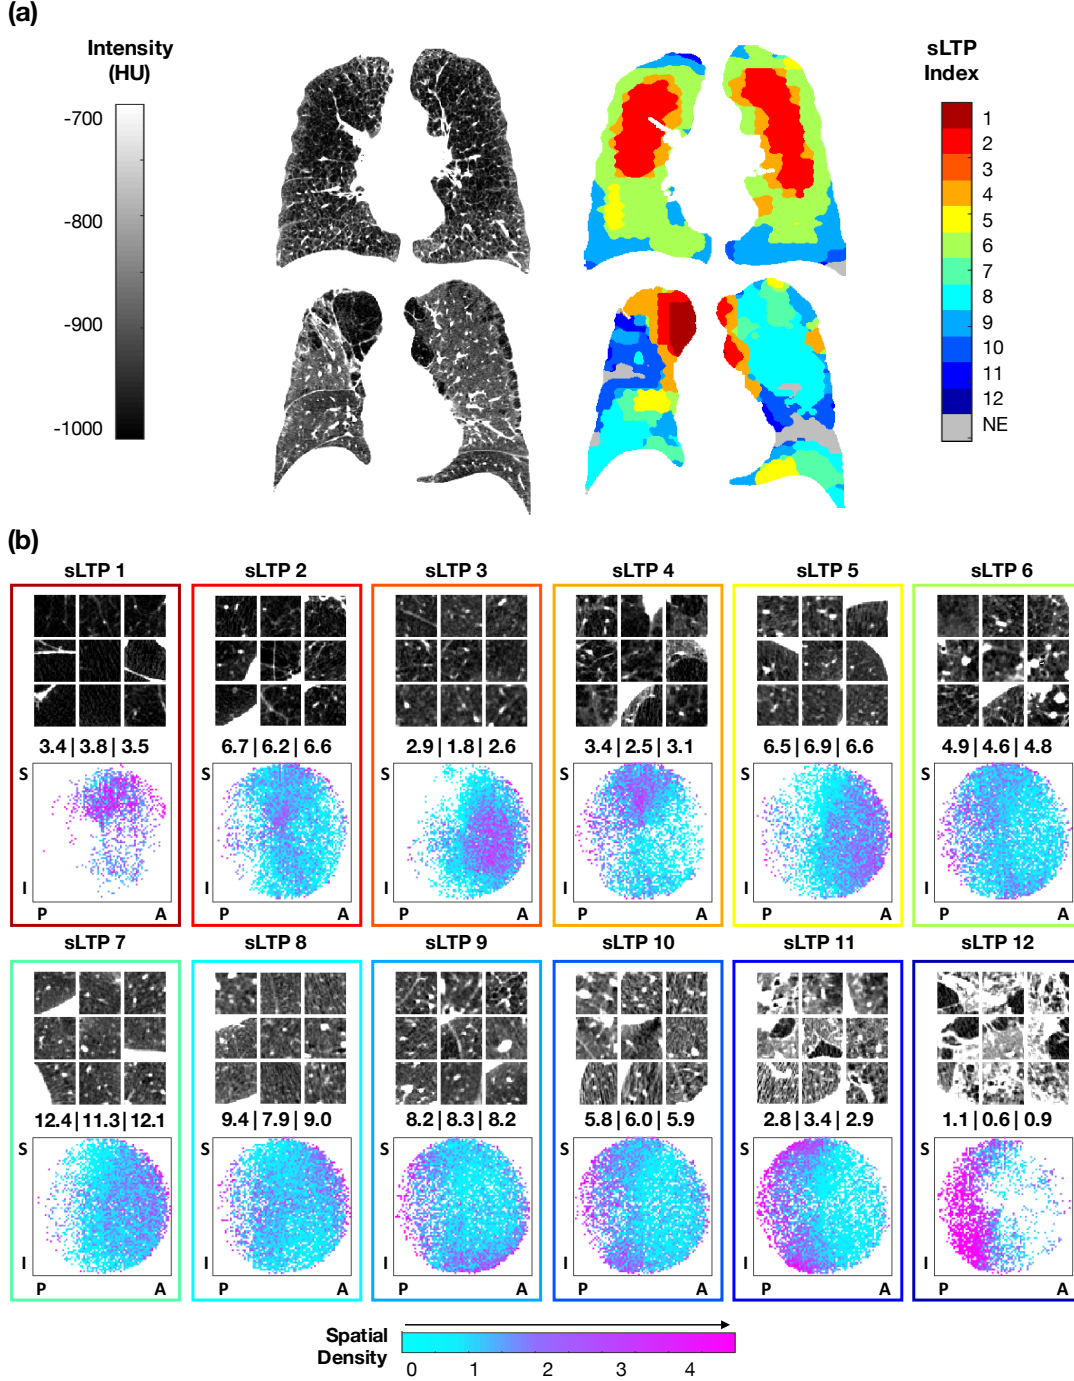 (a)
Intensity
(HU)
-700
-800
-900
-1000
sLTP
Index
1
2
3
4
5
6
7
8
9
10
11
12
NE
(b)
sLTP 1
sLTP 2
sLTP 3
sLTP 4
sLTP 5
sLTP 6
3.4 | 3.8 | 3.5
6.7 | 6.2 | 6.6
2.9 | 1.8 | 2.6
3.4 | 2.5 | 3.1
6.5 | 6.9 | 6.6
4.9 | 4.6 | 4.8
S
S
S
S
S
S
I
I
I
I
I
I
P A
P A
P A
P A
P A
P A
sLTP 7
sLTP 8
sLTP 9
sLTP 10
sLTP 11
sLTP 12
12.4 | 11.3 | 12.1
9.4 | 7.9 | 9.0
8.2 | 8.3 | 8.2
5.8 | 6.0 | 5.9
2.8 | 3.4 | 2.9
1.1 | 0.6 | 0.9
S
S
S
S
S
S
I
I
I
I
I
I
P A
P A
P A
P A
P A
P A
Spatial
Density
0 1 2 3 4